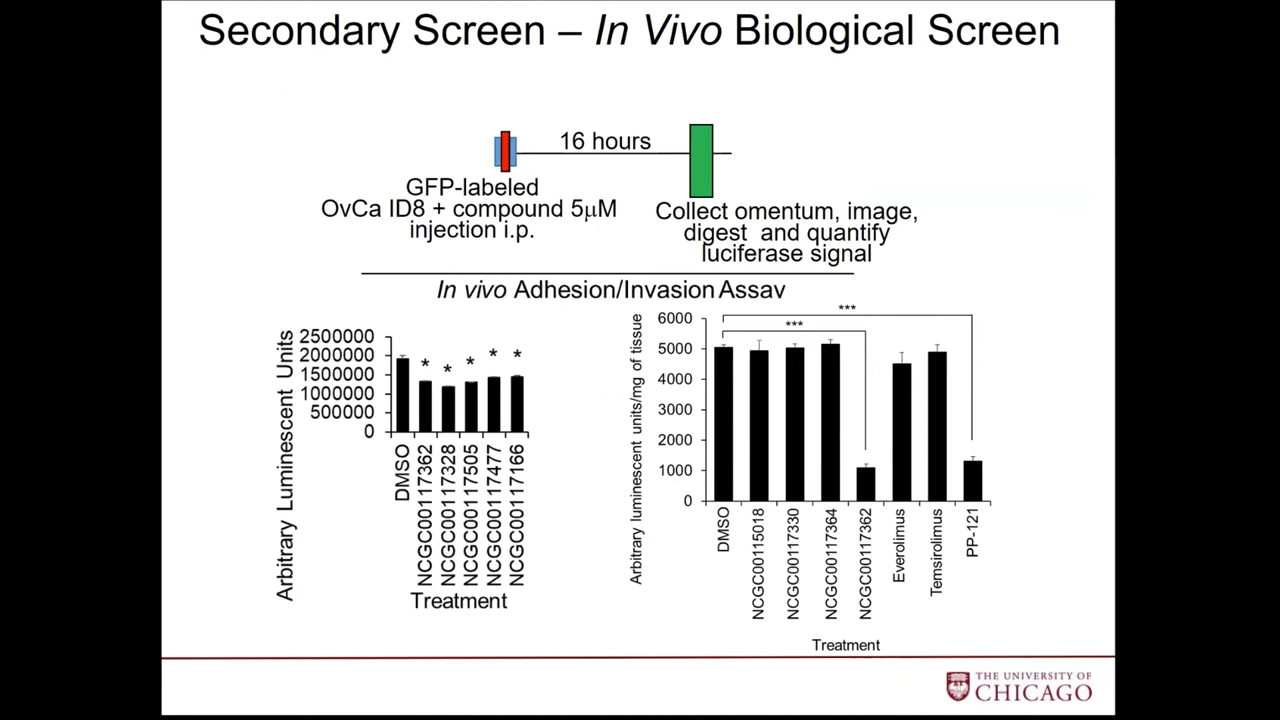 Secondary Screen – In Vivo Biological Screen
16 hours
GFP-labeled
OvCa ID8 + compound 5μM
injection i.p.
Collect omentum, image,
digest and quantify
luciferase signal
In vivo Adhesion/Invasion Assay
Arbitrary Luminescent Units
2500000
2000000
1500000
1000000
500000
0
* * * * *
DMSO
NCGC00117362
NCGC00117328
NCGC00117505
NCGC00117477
NCGC00117166
Treatment
Arbitrary luminescent units/mg of tissue
6000
5000
4000
3000
2000
1000
0
***
***
DMSO
NCGC00115018
NCGC00117330
NCGC00117364
NCGC00117362
Everolimus
Temsirolimus
PP-121
Treatment
THE UNIVERSITY OF
CHICAGO